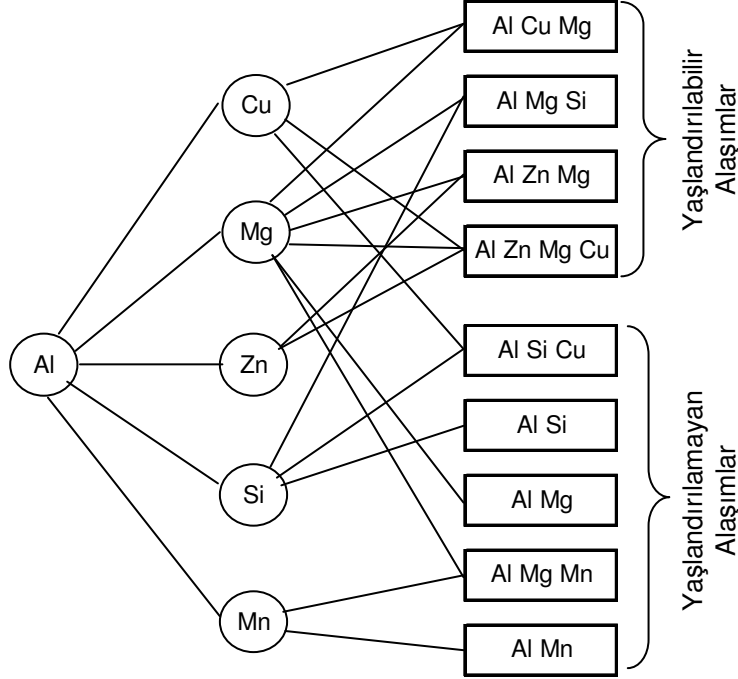 Al
Cu
Mg
Zn
Si
Mn
Al Cu Mg
Al Mg Si
Al Zn Mg
Al Zn Mg Cu
Al Si Cu
Al Si
Al Mg
Al Mg Mn
Al Mn
Yaşlandırılabilir
Alaşımlar
Yaşlandırılamayan
Alaşımlar